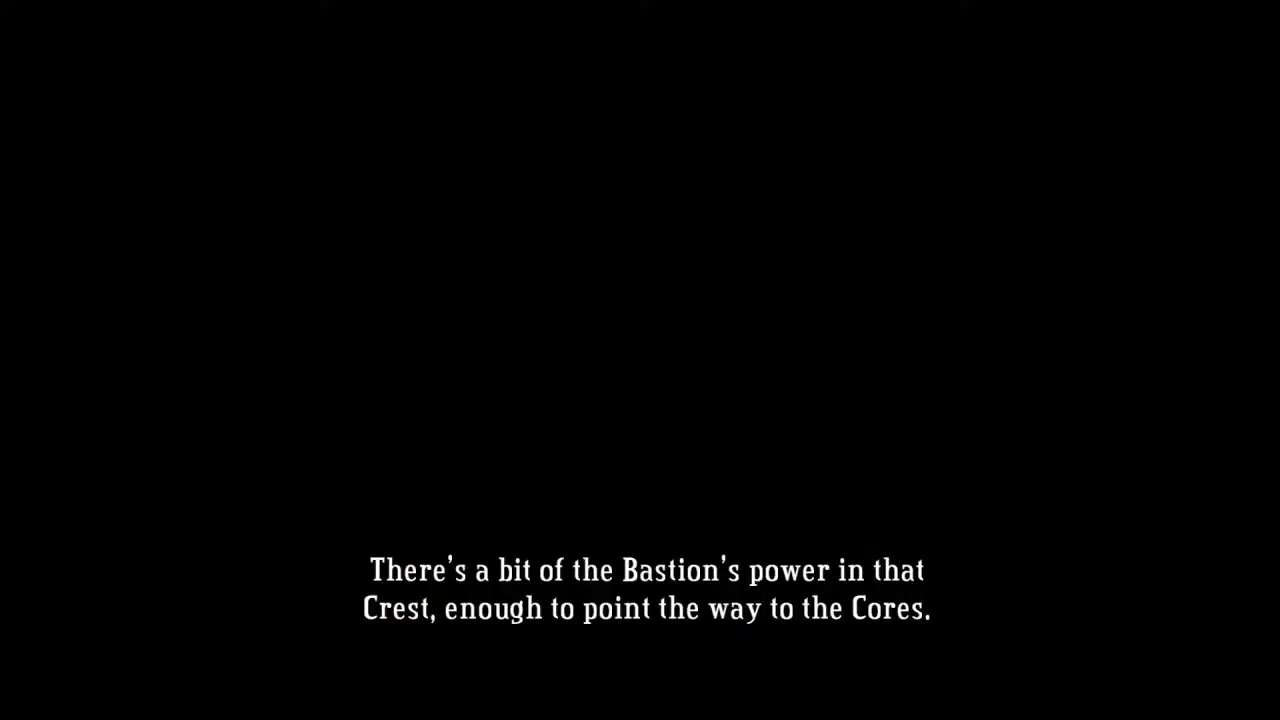 There's a bit of the Bastion's power in that
Crest, enough to point the way to the Cores.